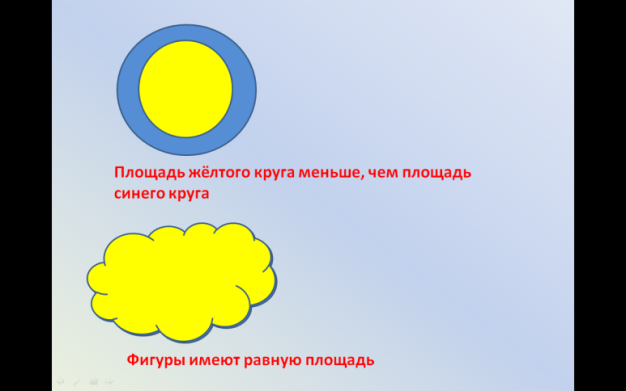 Площадь жёлтого круга меньше, чем площадь
синего круга
Фигуры имеют равную площадь